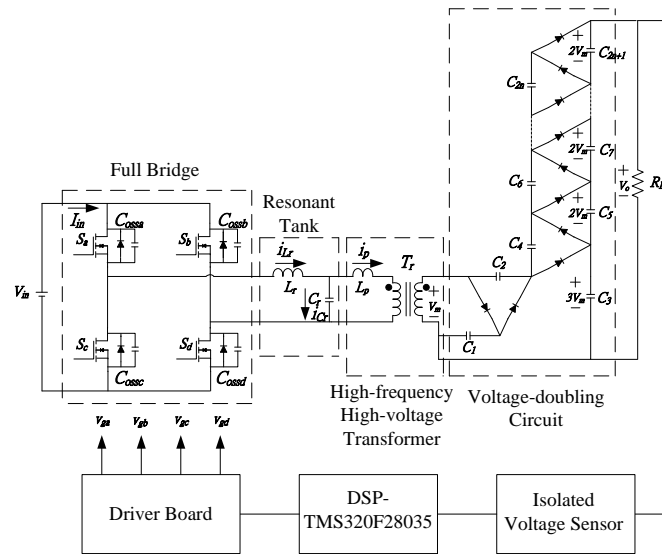 Full Bridge
Resonant
Tank
I_in
C_ossa
C_ossb
S_a
S_b
V_in
S_c
S_d
C_ossc
C_ossd
i_Lr
L_r
C_r
i_Cr
i_p
L_p
T_r
V_m
High-frequency
High-voltage
Transformer
C_2n
2V_m
C_2n+1
C_6
2V_m
C_7
C_4
2V_m
C_5
C_2
3V_m
C_3
C_1
V_o
Voltage-doubling
Circuit
V_ga
V_gb
V_gc
V_gd
Driver Board
DSP-
TMS320F28035
Isolated
Voltage Sensor